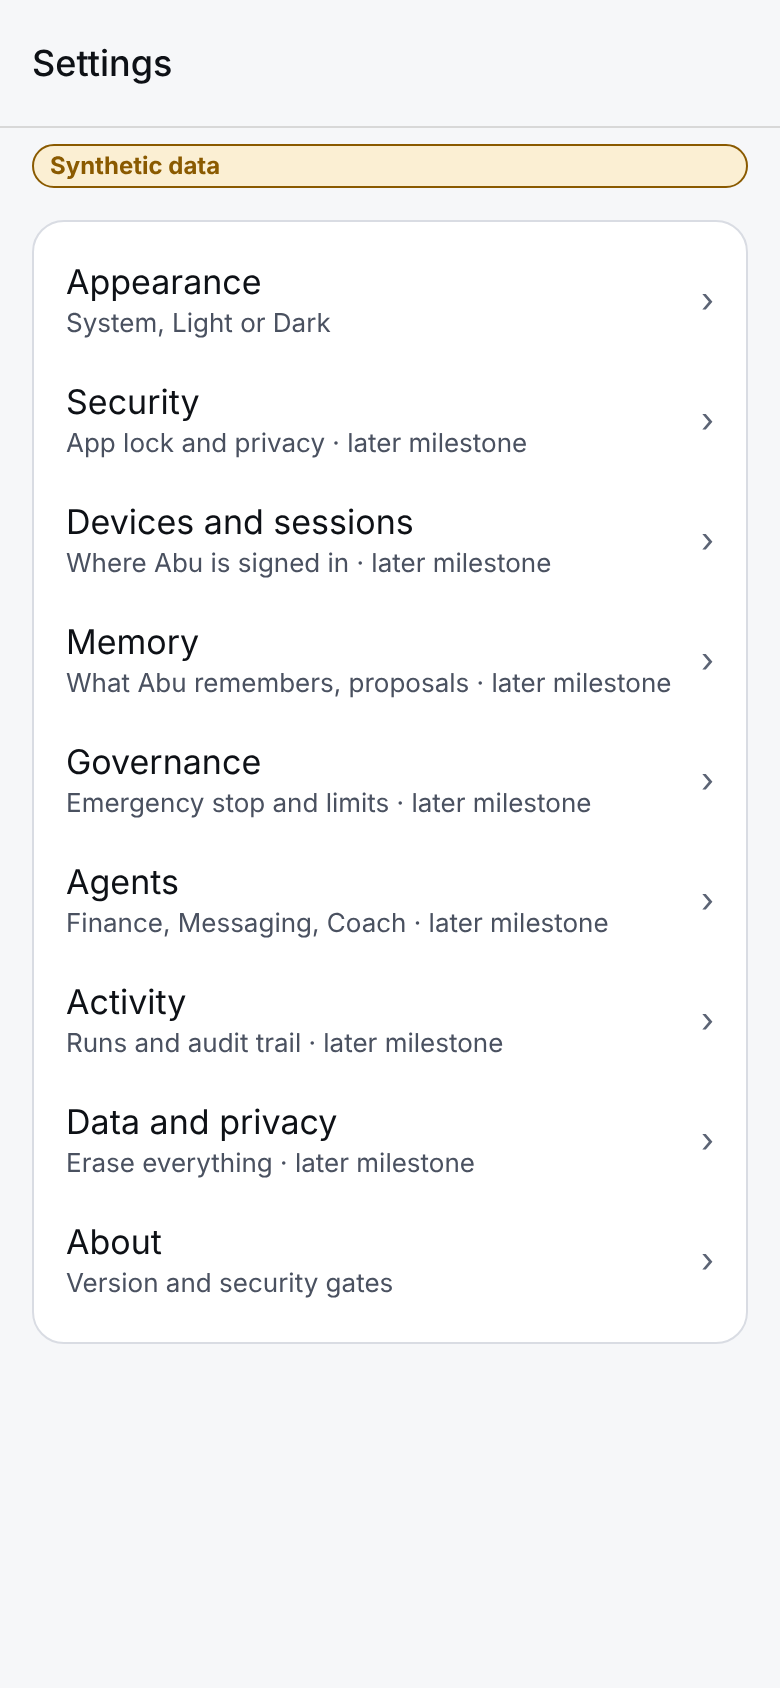 Settings
Synthetic data
Appearance
System, Light or Dark
Security
App lock and privacy · later milestone
Devices and sessions
Where Abu is signed in · later milestone
Memory
What Abu remembers, proposals · later milestone
Governance
Emergency stop and limits · later milestone
Agents
Finance, Messaging, Coach · later milestone
Activity
Runs and audit trail · later milestone
Data and privacy
Erase everything · later milestone
About
Version and security gates